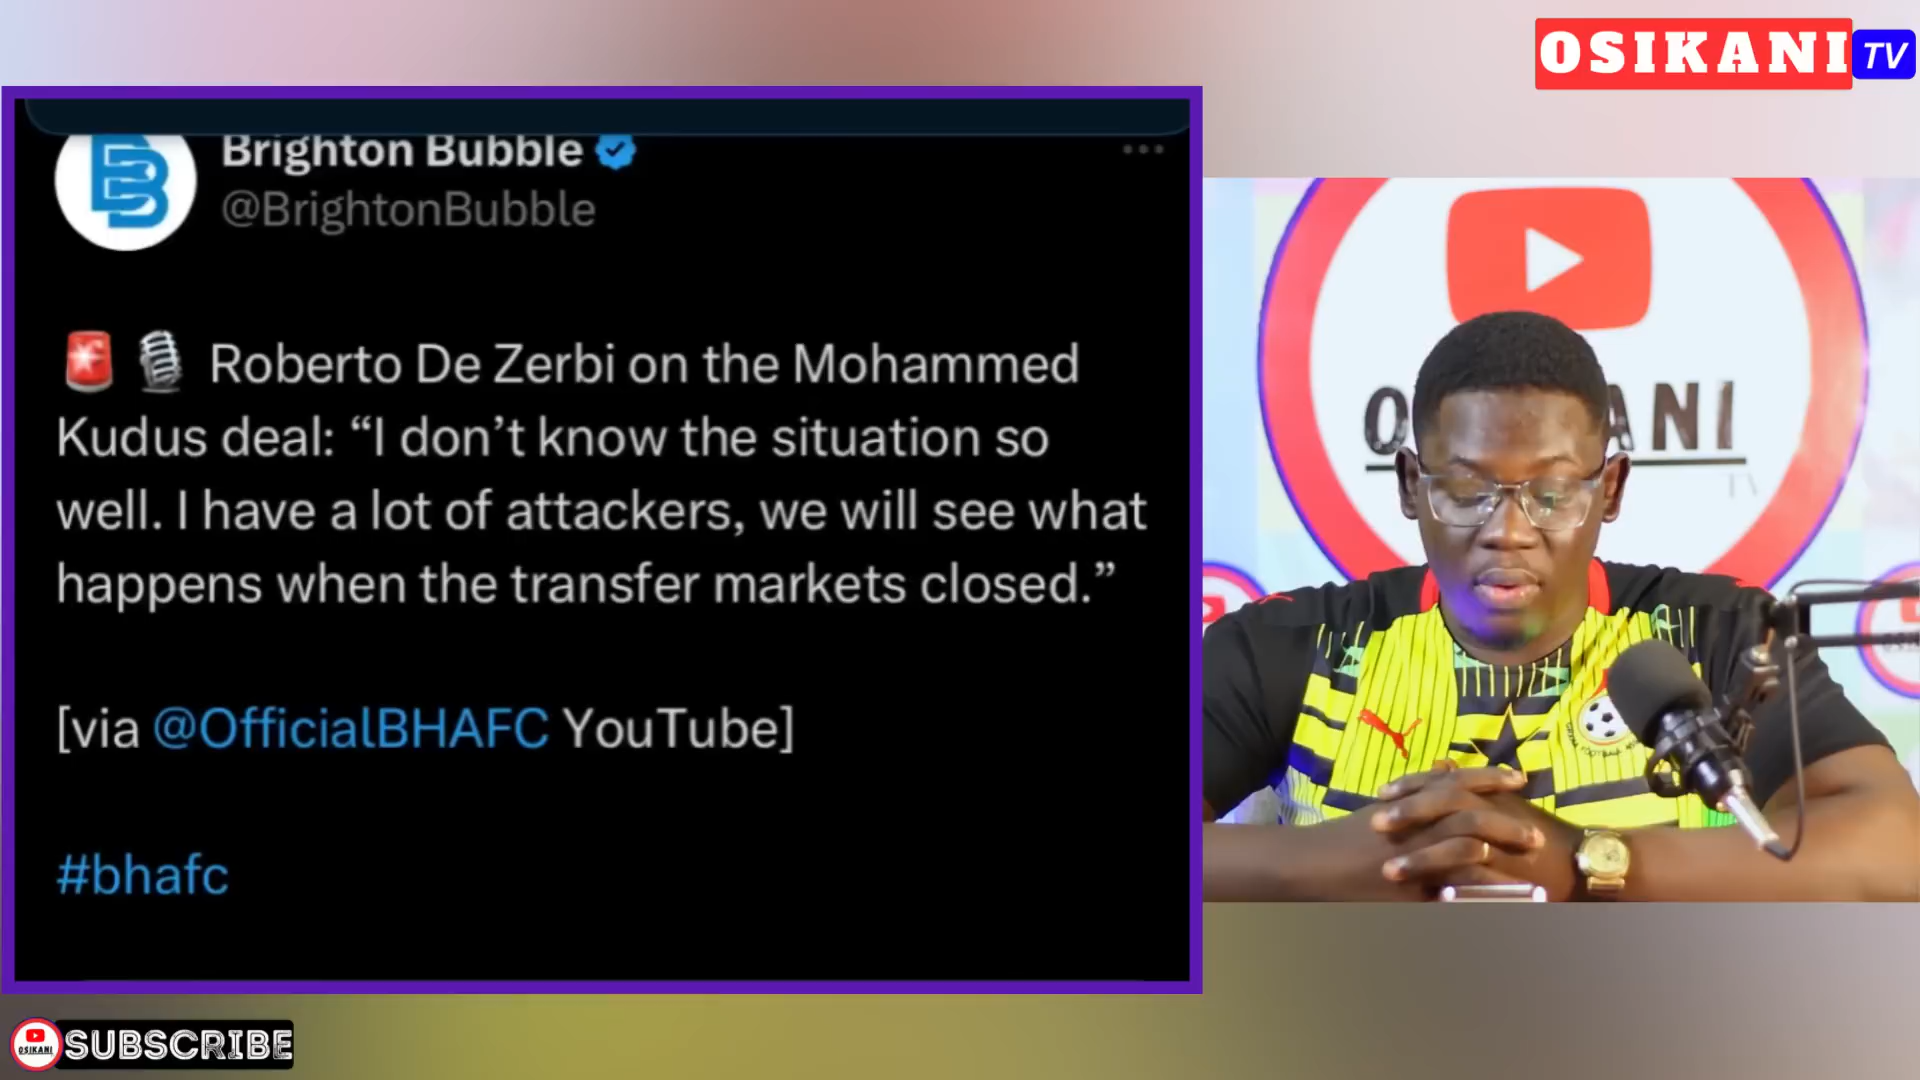 OSIKANI TV
Brighton Bubble
@BrightonBubble
🚨🎙️ Roberto De Zerbi on the Mohammed
Kudus deal: “I don’t know the situation so
well. I have a lot of attackers, we will see what
happens when the transfer markets closed.”
[via @OfficialBHAFC YouTube]
#bhafc
TV
OSIKANI
SUBSCRIBE